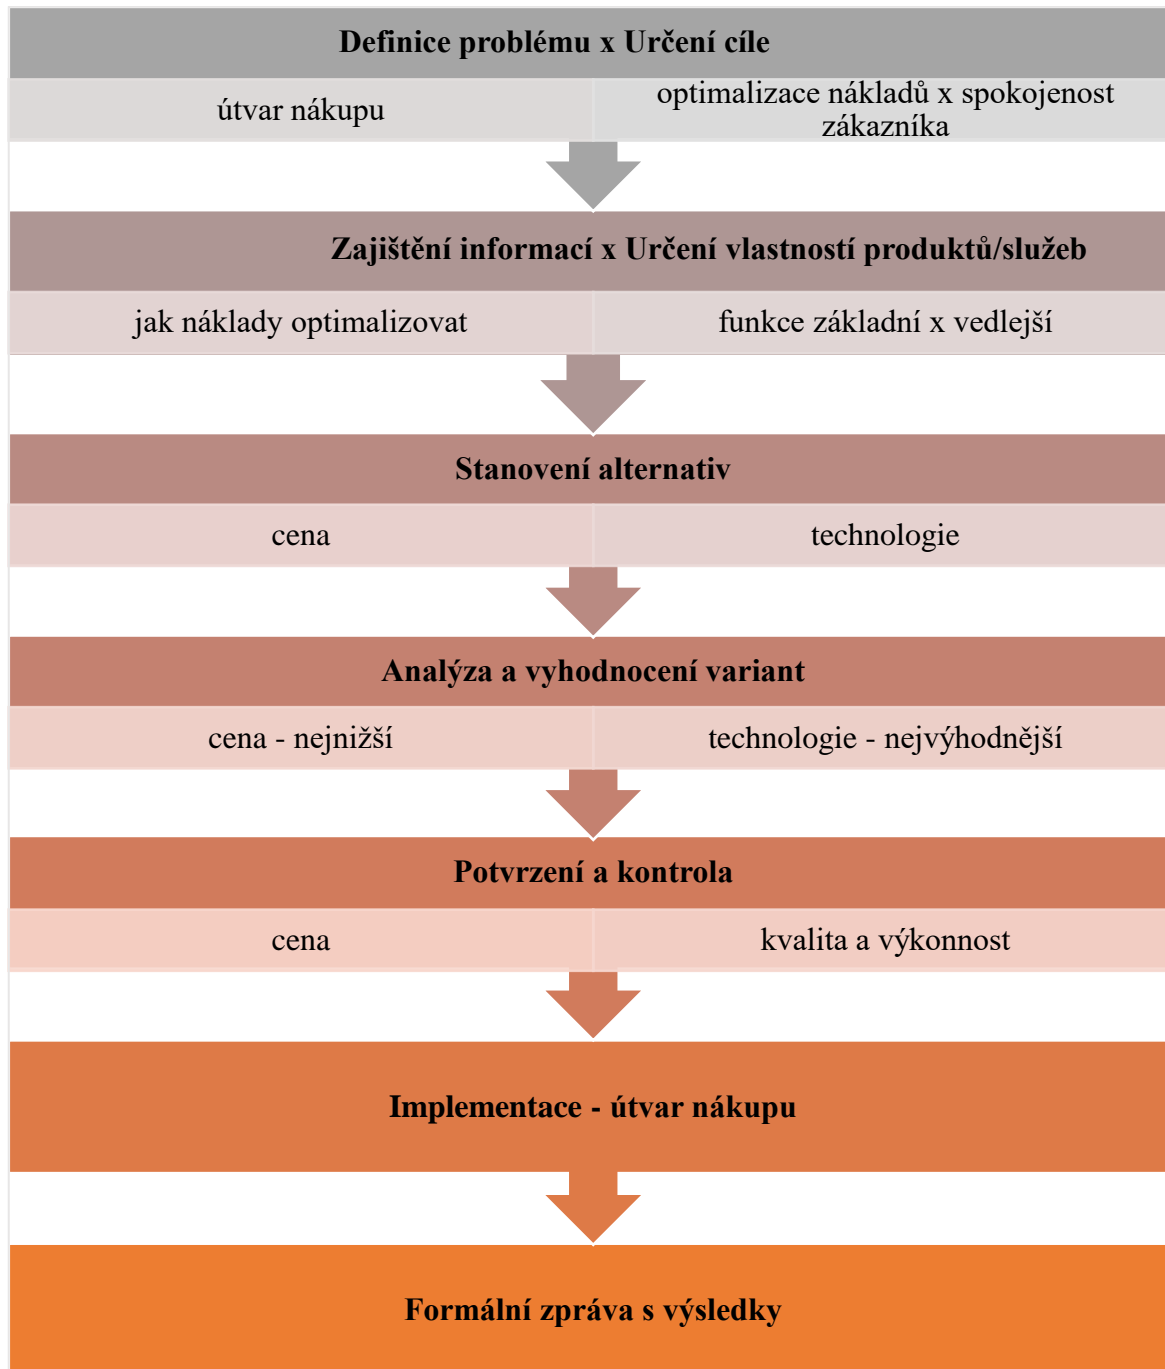 Definice problému x Určení cíle
útvar nákupu
optimalizace nákladů x spokojenost
zákazníka
Zajištění informací x Určení vlastností produktů/služeb
jak náklady optimalizovat
funkce základní x vedlejší
Stanovení alternativ
cena
technologie
Analýza a vyhodnocení variant
cena - nejnižší
technologie - nejvýhodnější
Potvrzení a kontrola
cena
kvalita a výkonnost
Implementace - útvar nákupu
Formální zpráva s výsledky